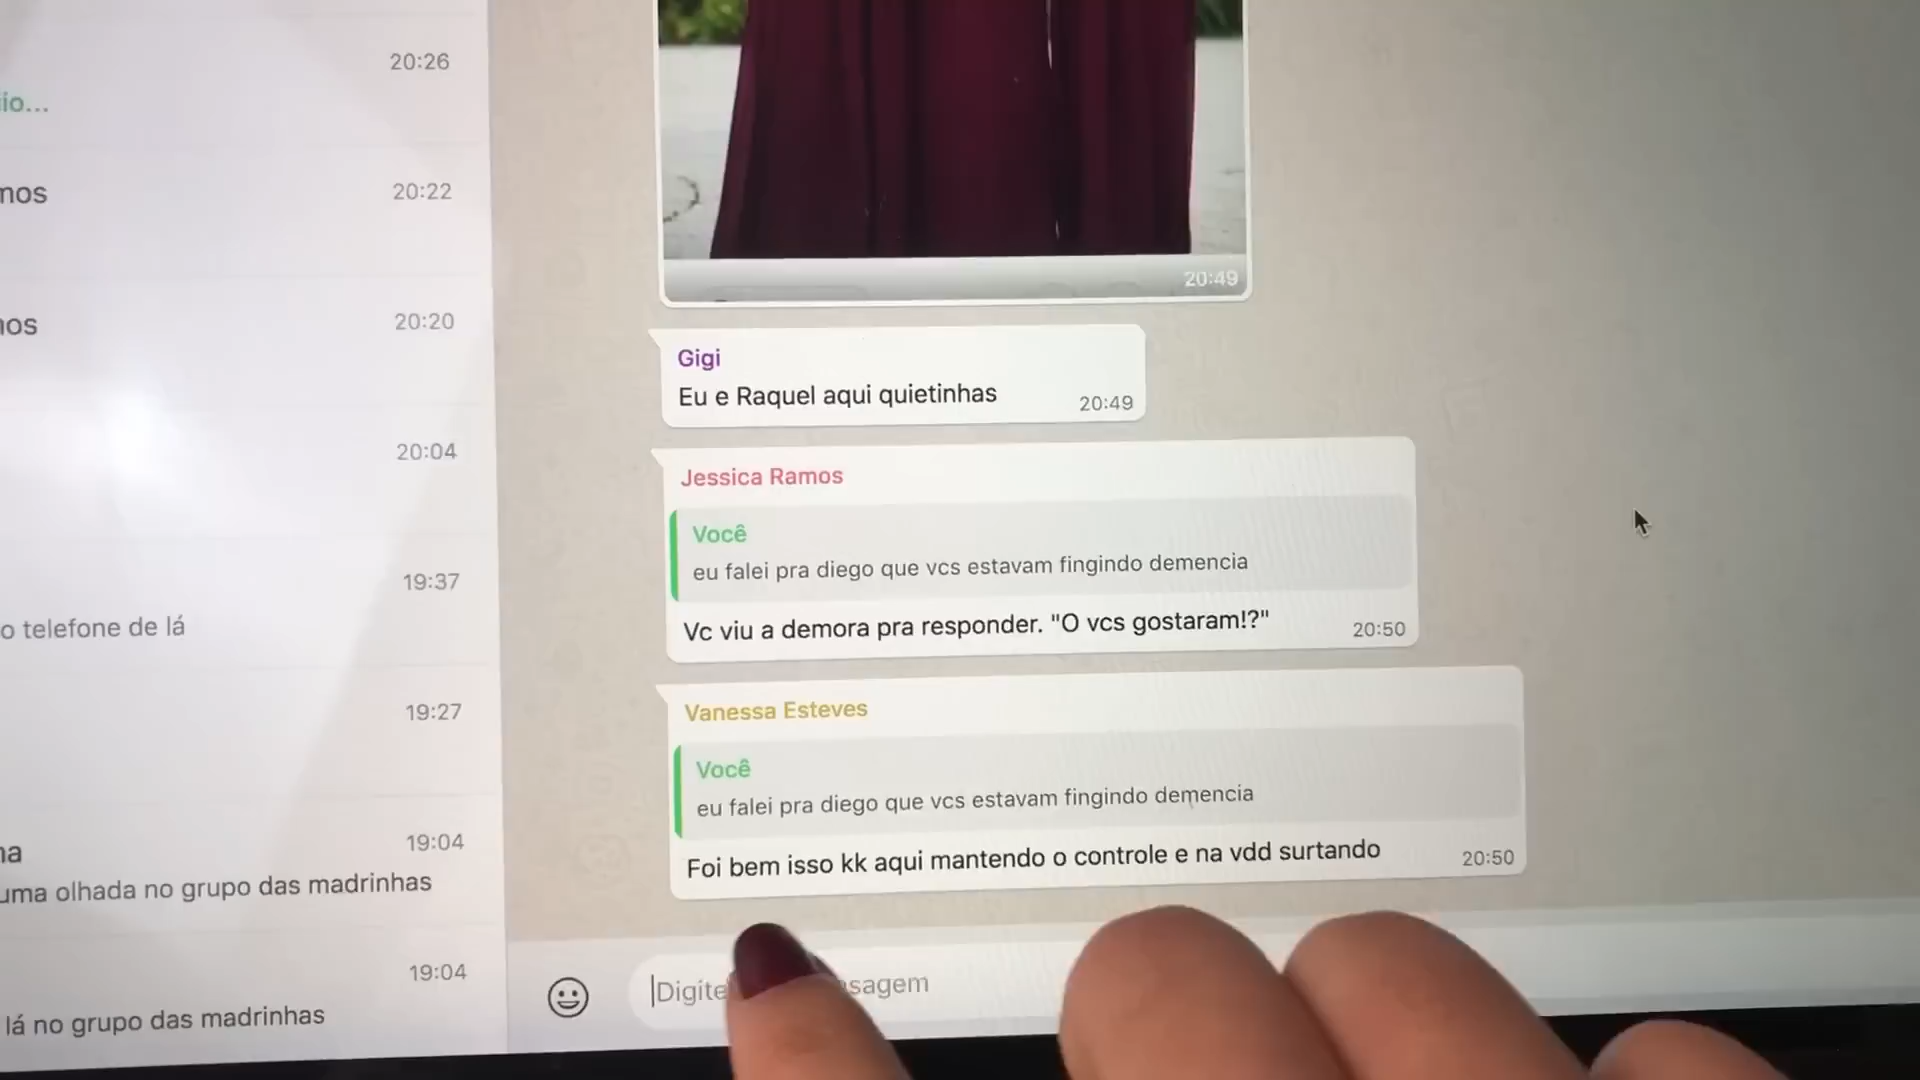 20:26
io...
mos
20:22
nos
20:20
20:04
19:37
o telefone de lá
19:27
na
19:04
uma olhada no grupo das madrinhas
19:04
lá no grupo das madrinhas
20:49
Gigi
Eu e Raquel aqui quietinhas
20:49
Jessica Ramos
Você
eu falei pra diego que vcs estavam fingindo demencia
Vc viu a demora pra responder. "O vcs gostaram!?"
20:50
Vanessa Esteves
Você
eu falei pra diego que vcs estavam fingindo demencia
Foi bem isso kk aqui mantendo o controle e na vdd surtando
20:50
Digite sagem